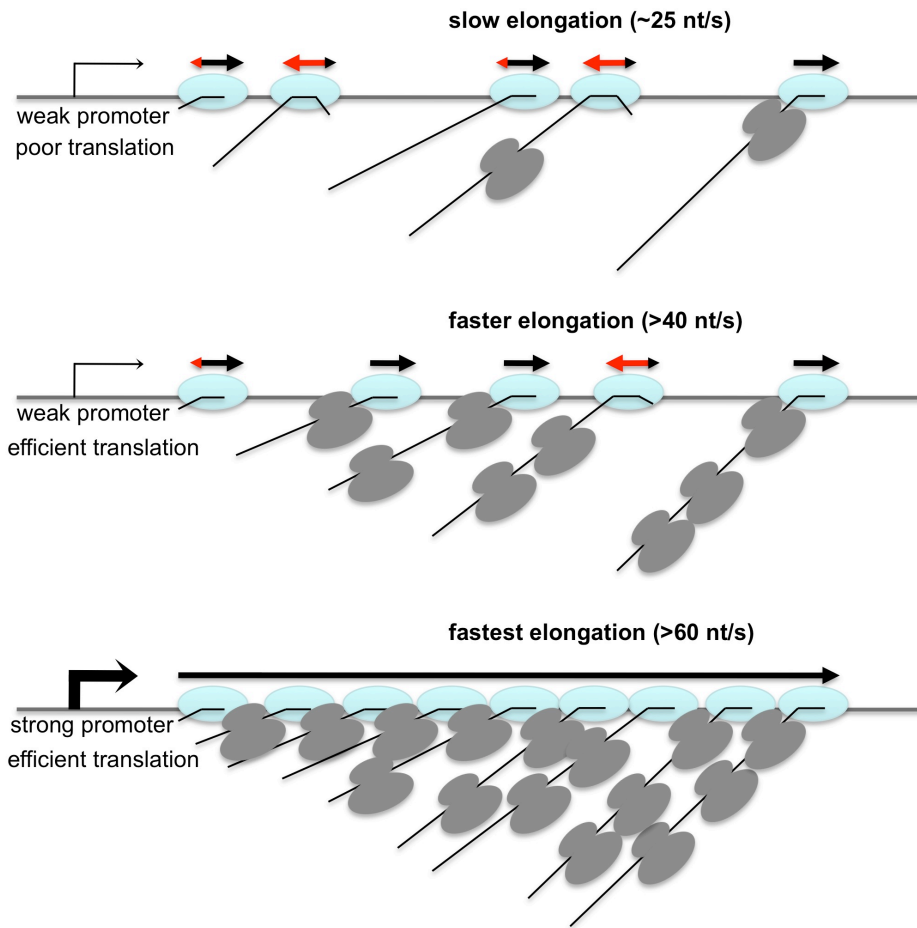 slow elongation (~25 nt/s)
weak promoter
poor translation
faster elongation (>40 nt/s)
weak promoter
efficient translation
fastest elongation (>60 nt/s)
strong promoter
efficient translation